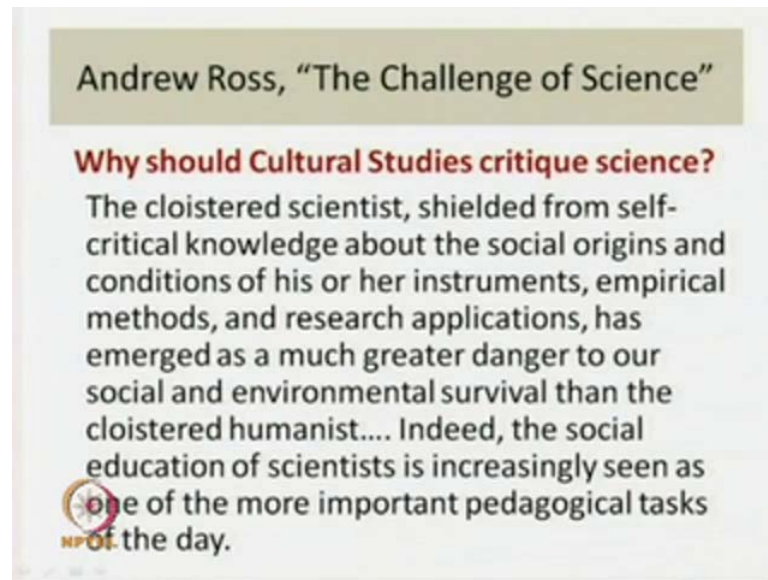 Andrew Ross, “The Challenge of Science”
Why should Cultural Studies critique science?
The cloistered scientist, shielded from self-
critical knowledge about the social origins and
conditions of his or her instruments, empirical
methods, and research applications, has
emerged as a much greater danger to our
social and environmental survival than the
cloistered humanist.... Indeed, the social
education of scientists is increasingly seen as
one of the more important pedagogical tasks
of the day.